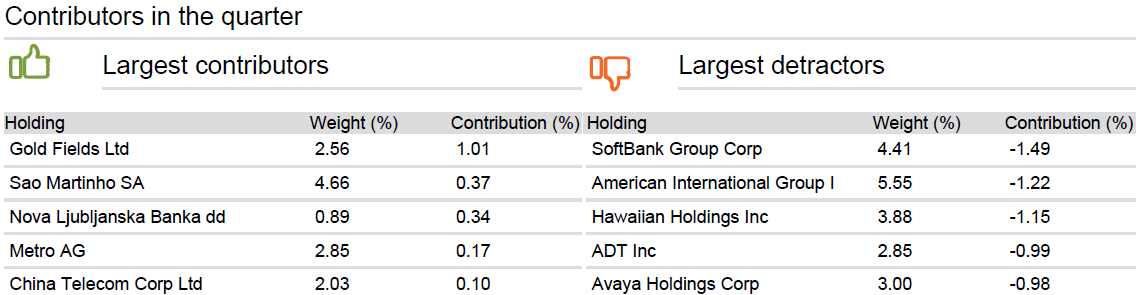 Contributors in the quarter
Largest contributors
Holding Weight (%) Contribution (%)
Gold Fields Ltd 2.56 1.01
Sao Martinho SA 4.66 0.37
Nova Ljubljanska Banka dd 0.89 0.34
Metro AG 2.85 0.17
China Telecom Corp Ltd 2.03 0.10
Largest detractors
Holding Weight (%) Contribution (%)
SoftBank Group Corp 4.41 -1.49
American International Group I 5.55 -1.22
Hawaiian Holdings Inc 3.88 -1.15
ADT Inc 2.85 -0.99
Avaya Holdings Corp 3.00 -0.98